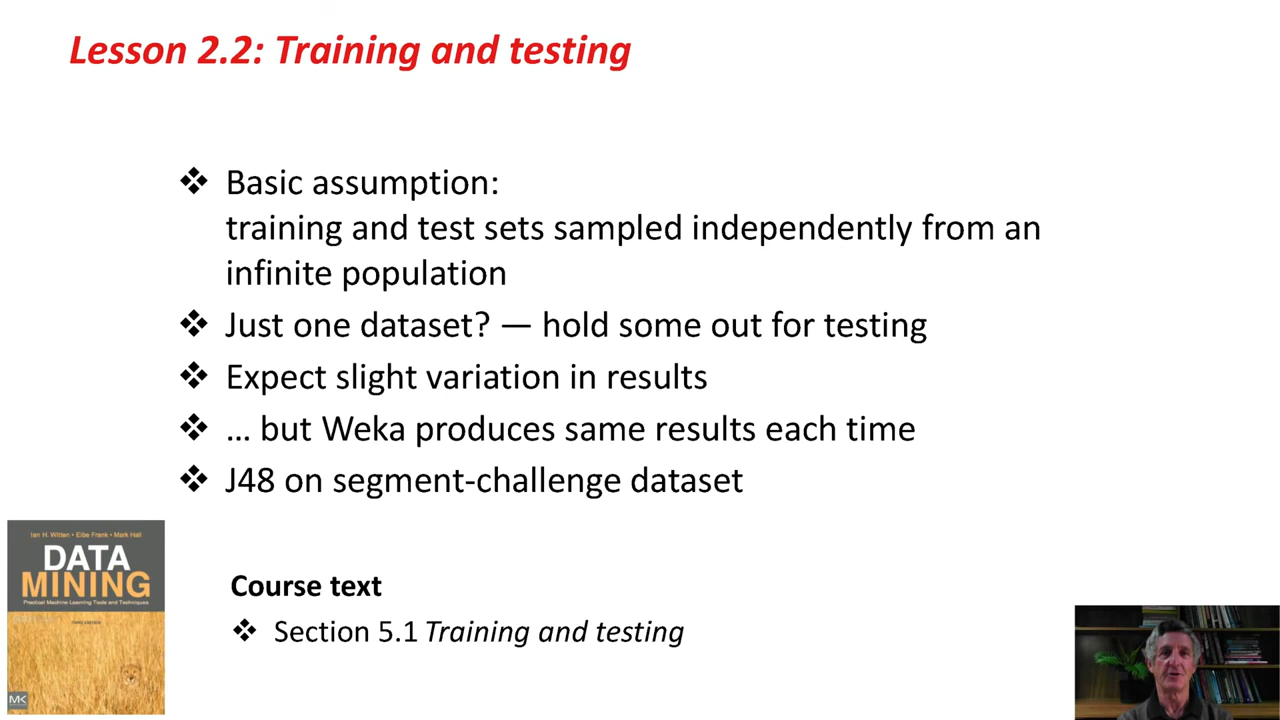 Lesson 2.2: Training and testing
❖ Basic assumption:
training and test sets sampled independently from an
infinite population
❖ Just one dataset? — hold some out for testing
❖ Expect slight variation in results
❖ … but Weka produces same results each time
❖ J48 on segment-challenge dataset
Ian H. Witten • Eibe Frank • Mark Hall
DATA
MINING
Practical Machine Learning Tools and Techniques
THIRD EDITION
MK
Course text
❖ Section 5.1 Training and testing